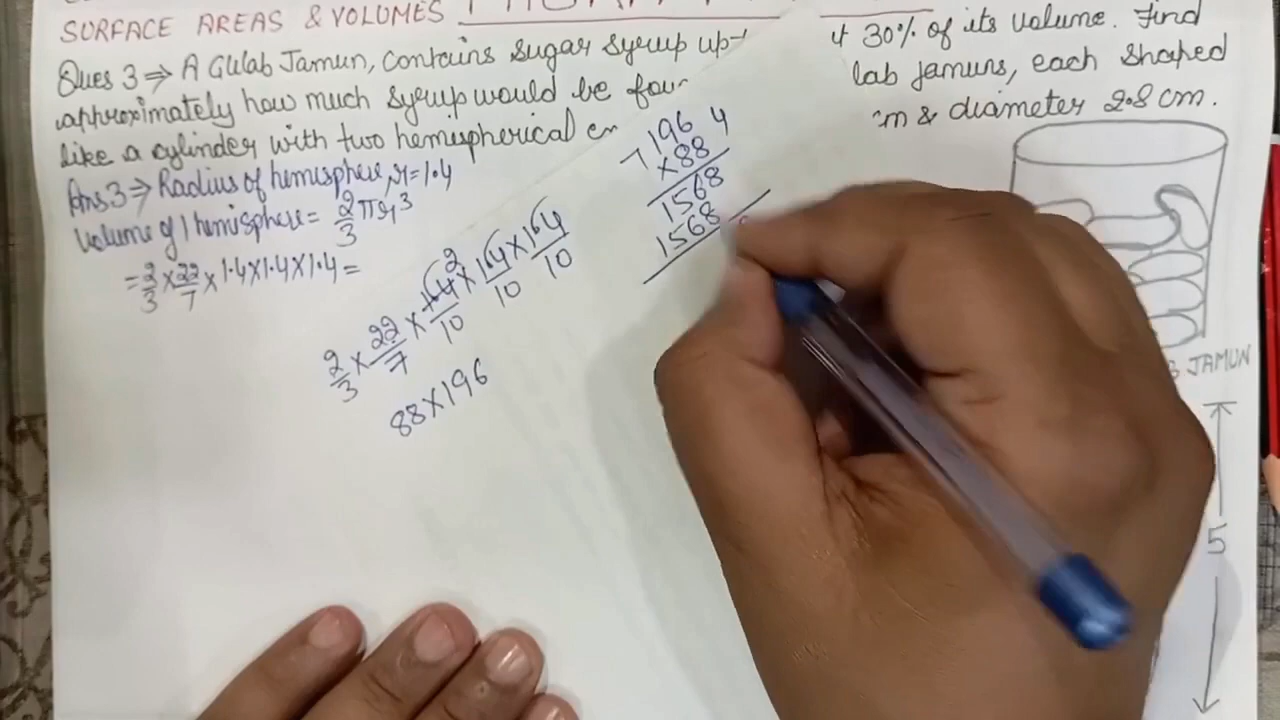 SURFACE AREAS & VOLUMES
Ques 3 ⇒ A Gulab Jamun, contains sugar syrup up 30% of its volume. Find
approximately how much syrup would be lab jamuns, each shaped
like a cylinder with two hemispherical & diameter 2.8 cm.
Ans. 3 ⇒ Radius of hemisphere, r = 1.4
Volume of 1 hemisphere = 2/3 πr³
= 2/3 × 22/7 × 1.4 × 1.4 × 1.4 =
2/3 × 22/7 × 14/10 × 14/10 × 14/10
2
88 × 196
7 196 4
×88
1568
1568
JAMUN
5